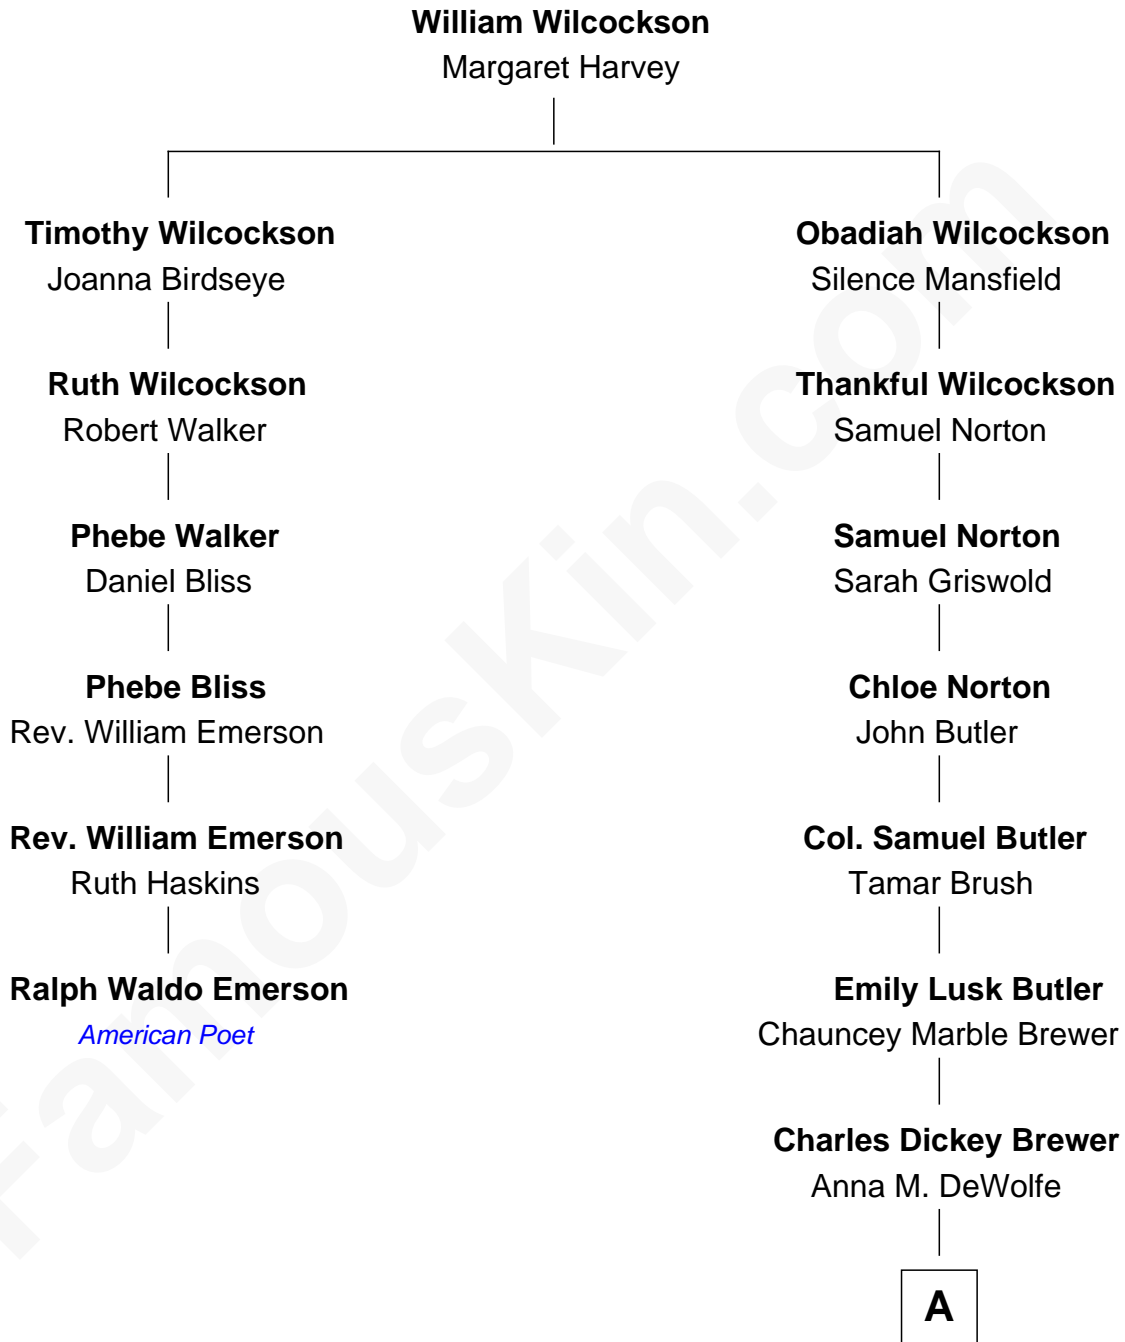 William Wilcockson
Margaret Harvey
Timothy Wilcockson
Joanna Birdseye
Ruth Wilcockson
Robert Walker
Phebe Walker
Daniel Bliss
Phebe Bliss
Rev. William Emerson
Rev. William Emerson
Ruth Haskins
Ralph Waldo Emerson
American Poet
Obadiah Wilcockson
Silence Mansfield
Thankful Wilcockson
Samuel Norton
Samuel Norton
Sarah Griswold
Chloe Norton
John Butler
Col. Samuel Butler
Tamar Brush
Emily Lusk Butler
Chauncey Marble Brewer
Charles Dickey Brewer
Anna M. DeWolfe
A
FamousKin.com